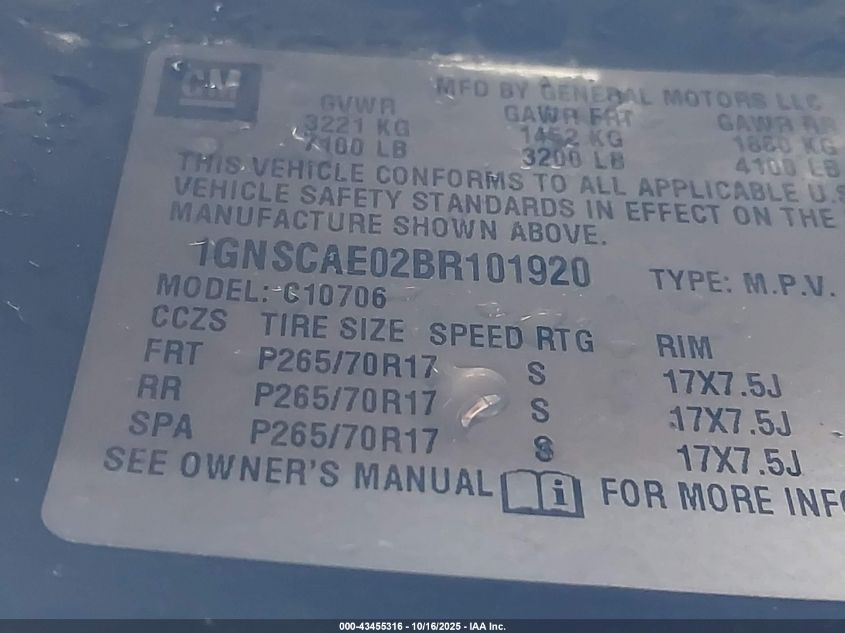 GM
MFD BY GENERAL MOTORS LLC
GVWR GAWR FRT GAWR RR
3221 KG 1452 KG 1860 KG
7100 LB 3200 LB 4100 LB
THIS VEHICLE CONFORMS TO ALL APPLICABLE U.S
VEHICLE SAFETY STANDARDS IN EFFECT ON THE
MANUFACTURE SHOWN ABOVE.
1GNSCAE02BR101920 TYPE: M.P.V.
MODEL: C10706
CCZS TIRE SIZE SPEED RTG RIM
FRT P265/70R17 S 17X7.5J
RR P265/70R17 S 17X7.5J
SPA P265/70R17 S 17X7.5J
SEE OWNER'S MANUAL i FOR MORE INFO
000-43455316 - 10/16/2025 - IAA Inc.